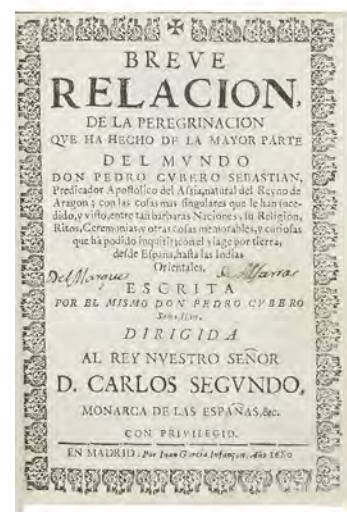 BREVE
RELACION,
DE LA PEREGRINACION
QVE HA HECHO DE LA MAYOR PARTE
DEL MVNDO
DON PEDRO CVBERO SEBASTIAN,
Predicador Apostolico del Assia, natural del Reyno de
Aragon; con las cosas mas singulares que le han suce-
dido, y visto, entre tan barbaras Naciones, su Religion,
Ritos, Ceremonias, y otras cosas memorables, y curiosas
que ha podido inquirir; con el viage por tierra,
desde España, hasta las Indias
Orientales.
Del Marques
ESCRITA
POR EL MISMO DON PEDRO CVBERO
Sebastian.
DIRIGIDA
AL REY NVESTRO SEÑOR
D. CARLOS SEGVNDO,
MONARCA DE LAS ESPAÑAS, &c.
CON PRIVILEGIO.
EN MADRID: Por Iuan Garcia Infançon, Año 1680